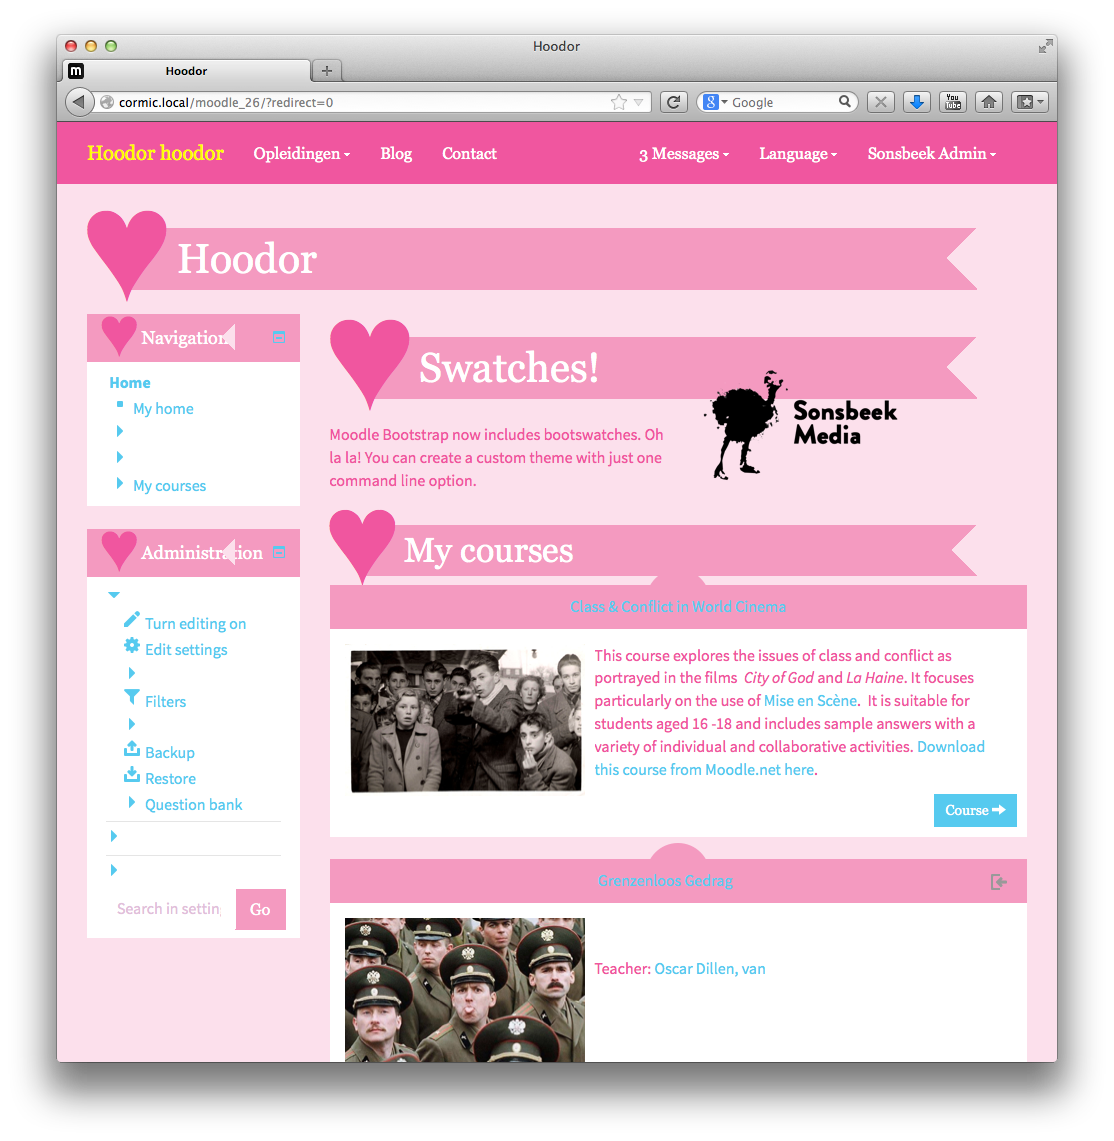 Hoodor
Hoodor
cormic.local/moodle_26/?redirect=0
Google
Hoodor hoodor
Opleidingen
Blog
Contact
3 Messages
Language
Sonsbeek Admin
Hoodor
Navigation
Home
My home
My courses
Administration
Turn editing on
Edit settings
Filters
Backup
Restore
Question bank
Search in settin
Go
Swatches!
Moodle Bootstrap now includes bootswatches. Oh
la la! You can create a custom theme with just one
command line option.
Sonsbeek
Media
My courses
Class & Conflict in World Cinema
This course explores the issues of class and conflict as
portrayed in the films City of God and La Haine. It focuses
particularly on the use of Mise en Scène. It is suitable for
students aged 16 -18 and includes sample answers with a
variety of individual and collaborative activities. Download
this course from Moodle.net here.
Course
Grenzenloos Gedrag
Teacher: Oscar Dillen, van